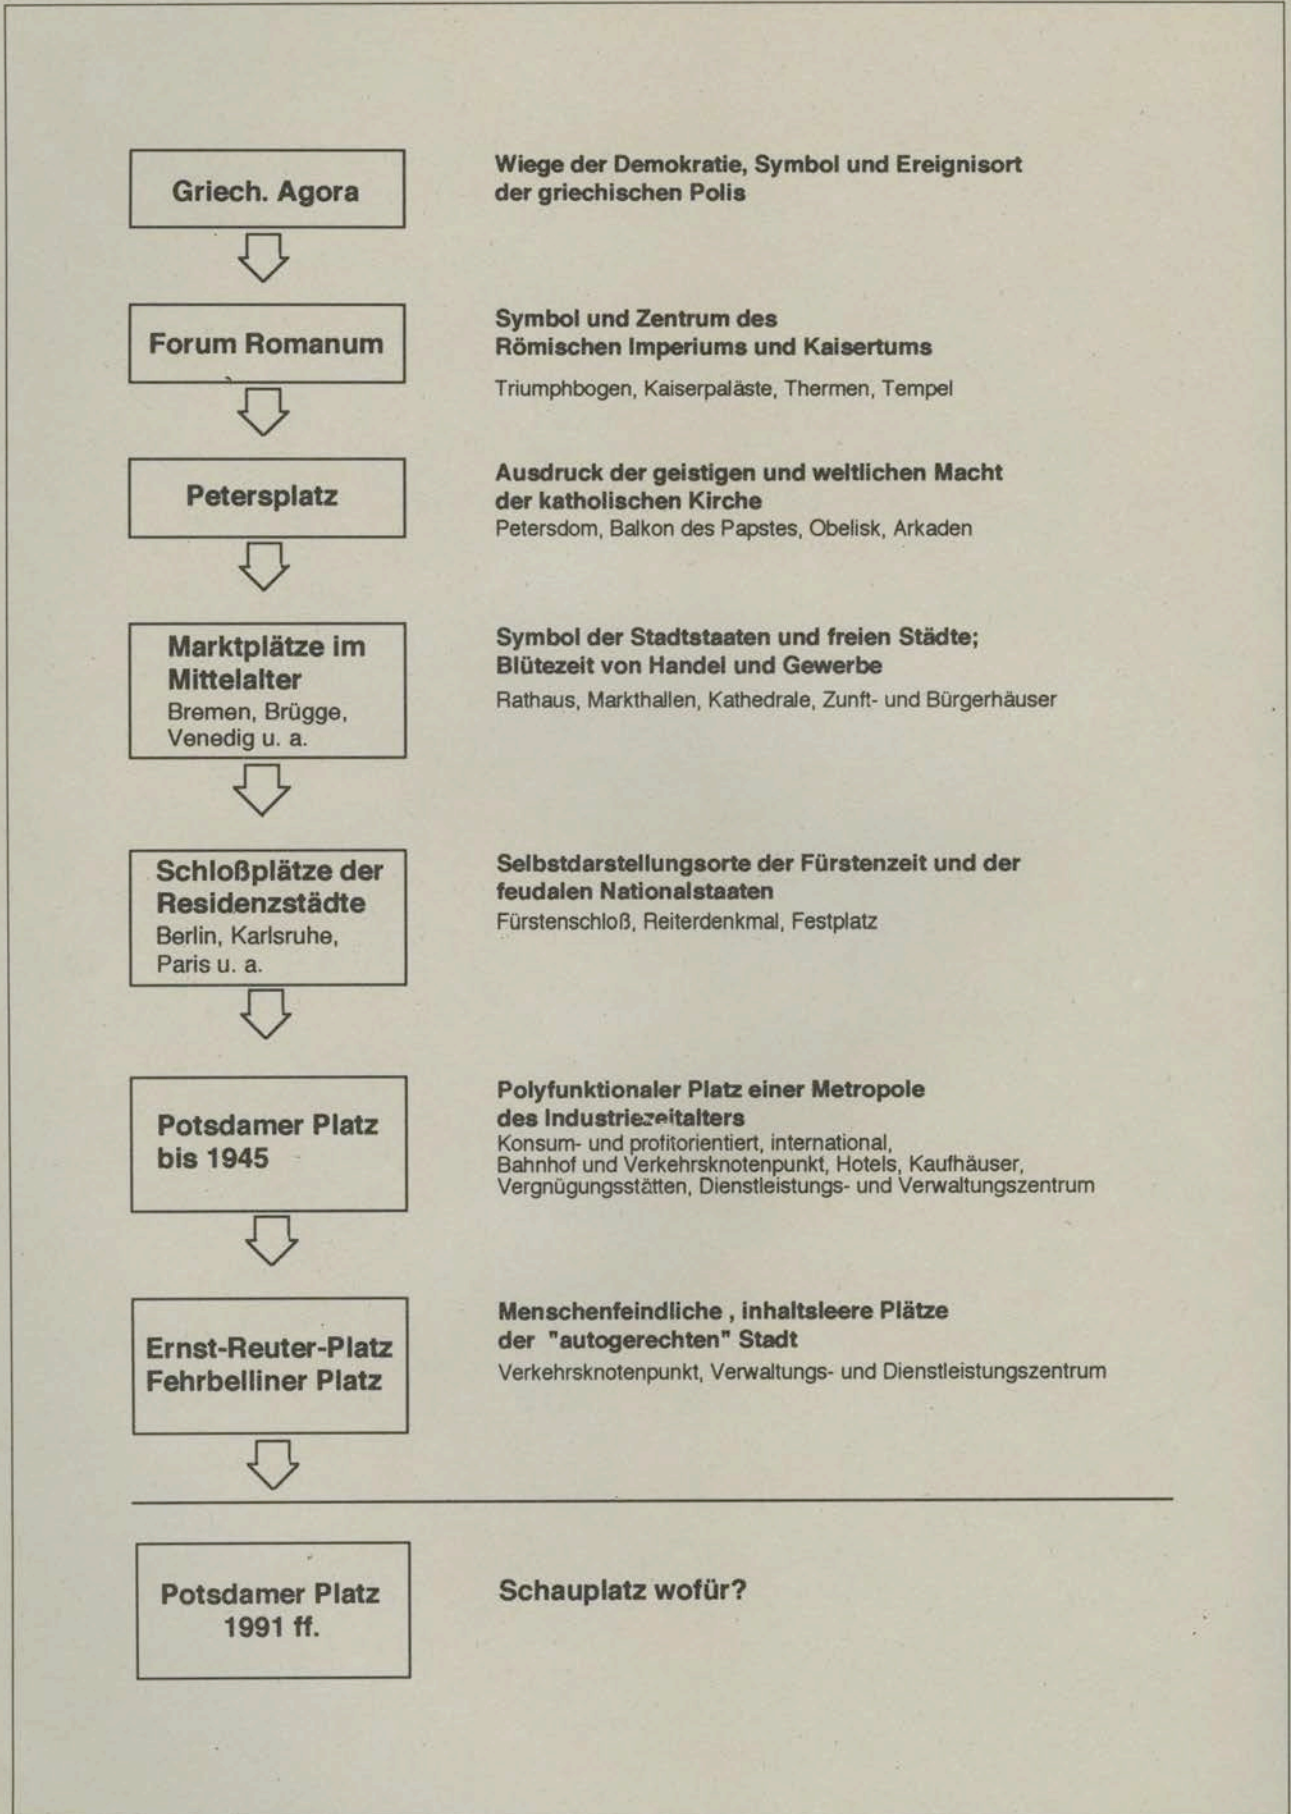 Griech. Agora
Wiege der Demokratie, Symbol und Ereignisort
der griechischen Polis
Forum Romanum
Symbol und Zentrum des
Römischen Imperiums und Kaisertums
Triumphbogen, Kaiserpaläste, Thermen, Tempel
Petersplatz
Ausdruck der geistigen und weltlichen Macht
der katholischen Kirche
Petersdom, Balkon des Papstes, Obelisk, Arkaden
Marktplätze im
Mittelalter
Bremen, Brügge,
Venedig u. a.
Symbol der Stadtstaaten und freien Städte;
Blütezeit von Handel und Gewerbe
Rathaus, Markthallen, Kathedrale, Zunft- und Bürgerhäuser
Schloßplätze der
Residenzstädte
Berlin, Karlsruhe,
Paris u. a.
Selbstdarstellungsorte der Fürstenzeit und der
feudalen Nationalstaaten
Fürstenschloß, Reiterdenkmal, Festplatz
Potsdamer Platz
bis 1945
Polyfunktionaler Platz einer Metropole
des Industriezeitalters
Konsum- und profitorientiert, international,
Bahnhof und Verkehrsknotenpunkt, Hotels, Kaufhäuser,
Vergnügungsstätten, Dienstleistungs- und Verwaltungszentrum
Ernst-Reuter-Platz
Fehrbelliner Platz
Menschenfeindliche , inhaltsleere Plätze
der "autogerechten" Stadt
Verkehrsknotenpunkt, Verwaltungs- und Dienstleistungszentrum
Potsdamer Platz
1991 ff.
Schauplatz wofür?